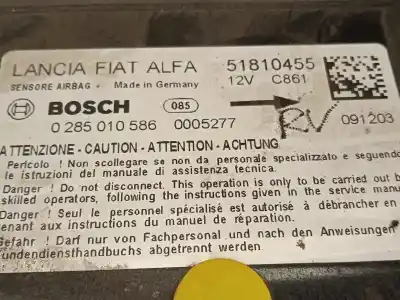 LANCIA FIAT ALFA 51810455
SENSORE AIRBAG - Made in Germany 12V C861
BOSCH 085 RV 091203
0 285 010 586 0005277
ATTENZIONE - CAUTION - ATTENTION - ACHTUNG
Pericolo ! Non scollegare se non da personale specializzato e seguendo
le istruzioni del manuale di assistenza tecnica.
Danger ! Do not disconnect. This operation is only to be carried out b
skilled operators, following the instructions given in the service manu
Danger ! Seul le personnel spécialisé est autorisé à débrancher en
enant aux instructions du manuel de réparation.
Gefahr ! Darf nur von Fachpersonal und nach den Anweisungen
undendiensthandbuchs abgetrennt werden.